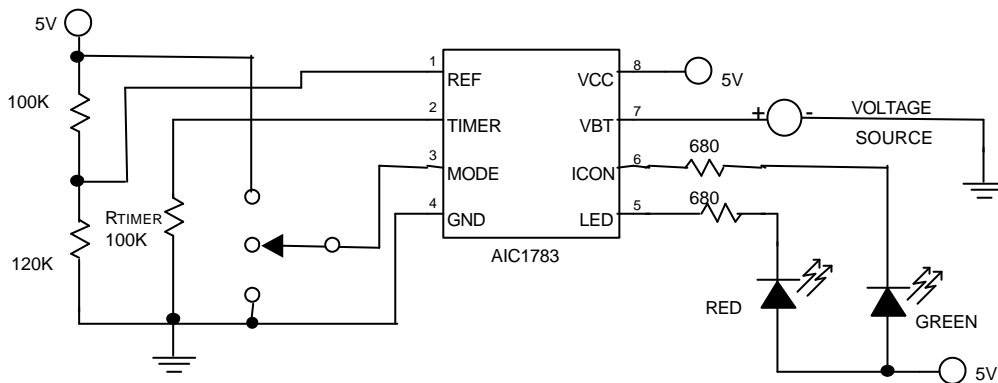 5V
100K
120K
RTIMER
100K
1
REF
2
TIMER
3
MODE
4
GND
8
VCC
7
VBT
6
ICON
5
LED
AIC1783
5V
+
-
VOLTAGE
SOURCE
680
680
RED
GREEN
5V